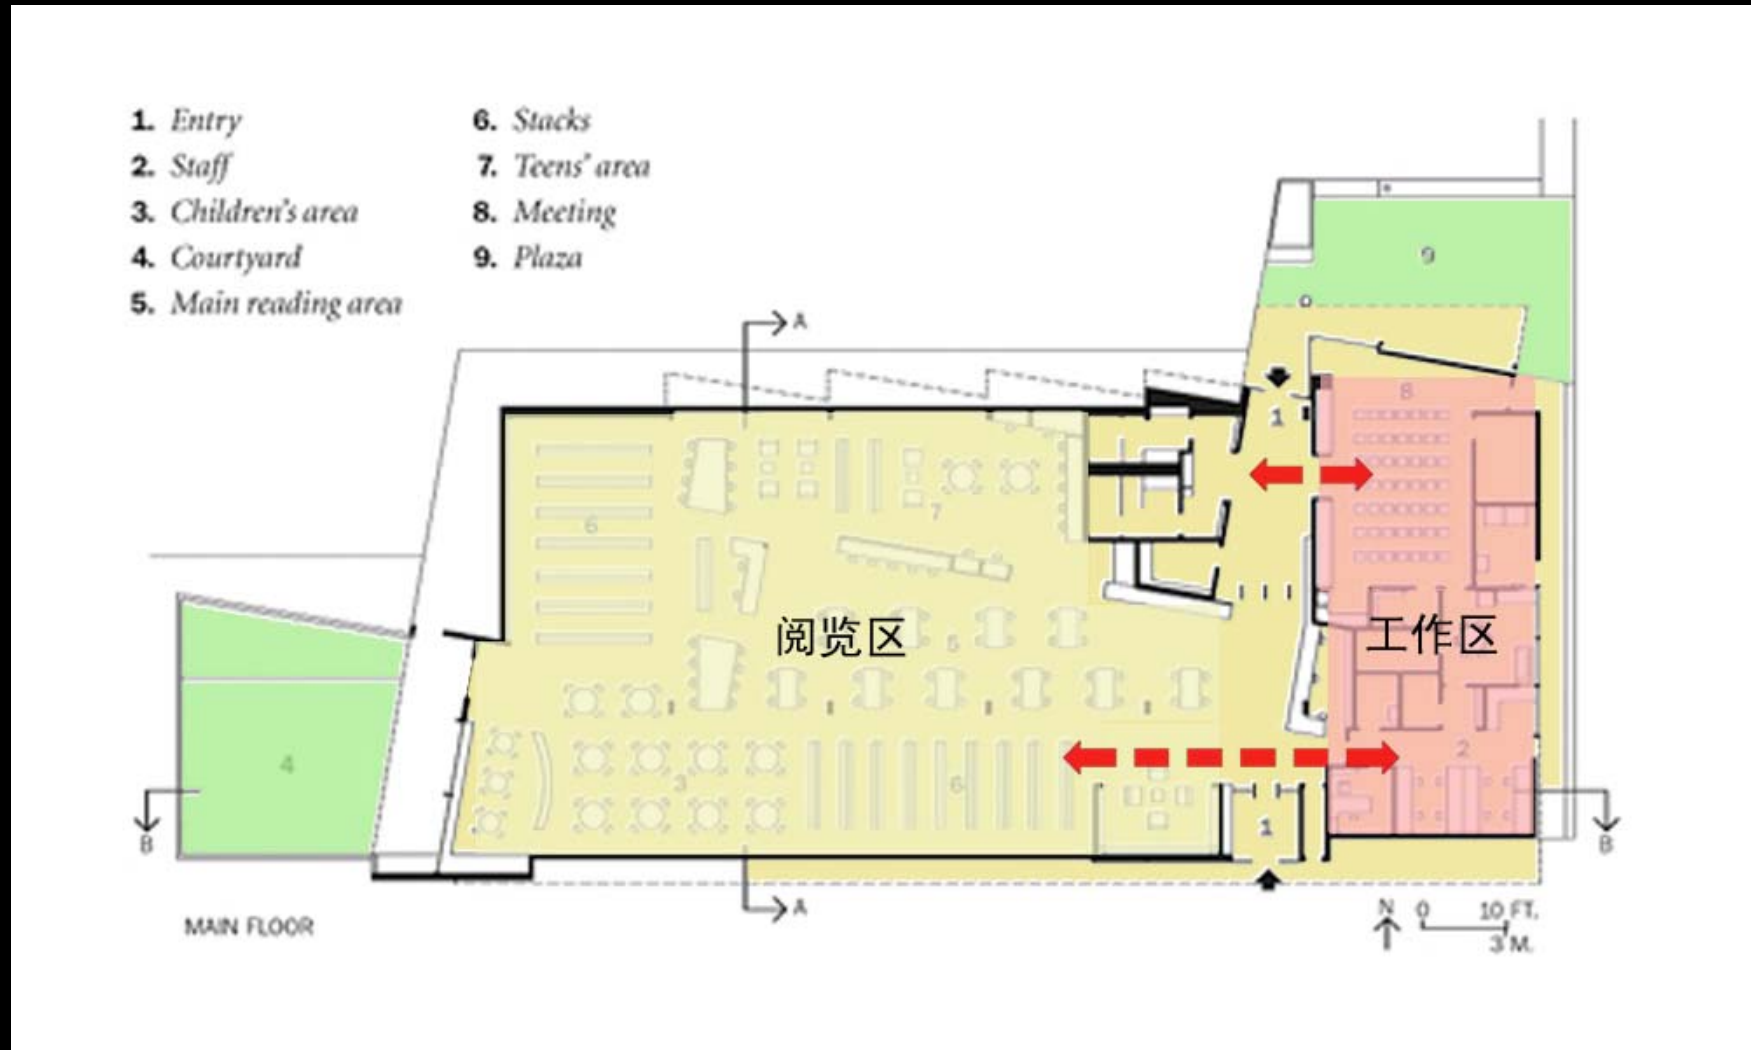 1. Entry
2. Staff
3. Children's area
4. Courtyard
5. Main reading area
6. Stacks
7. Teens' area
8. Meeting
9. Plaza
9
A
8
1
6
7
阅览区
5
工作区
4
3
6
2
B
1
B
A
MAIN FLOOR
N 0 10 FT.
3 M.